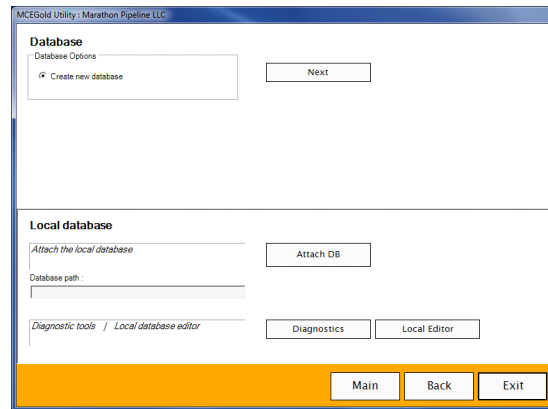 MCEGold Utility : Marathon Pipeline LLC
Database
Database Options
Create new database
Next
Local database
Attach the local database
Attach DB
Database path :
Diagnostic tools / Local database editor
Diagnostics
Local Editor
Main
Back
Exit